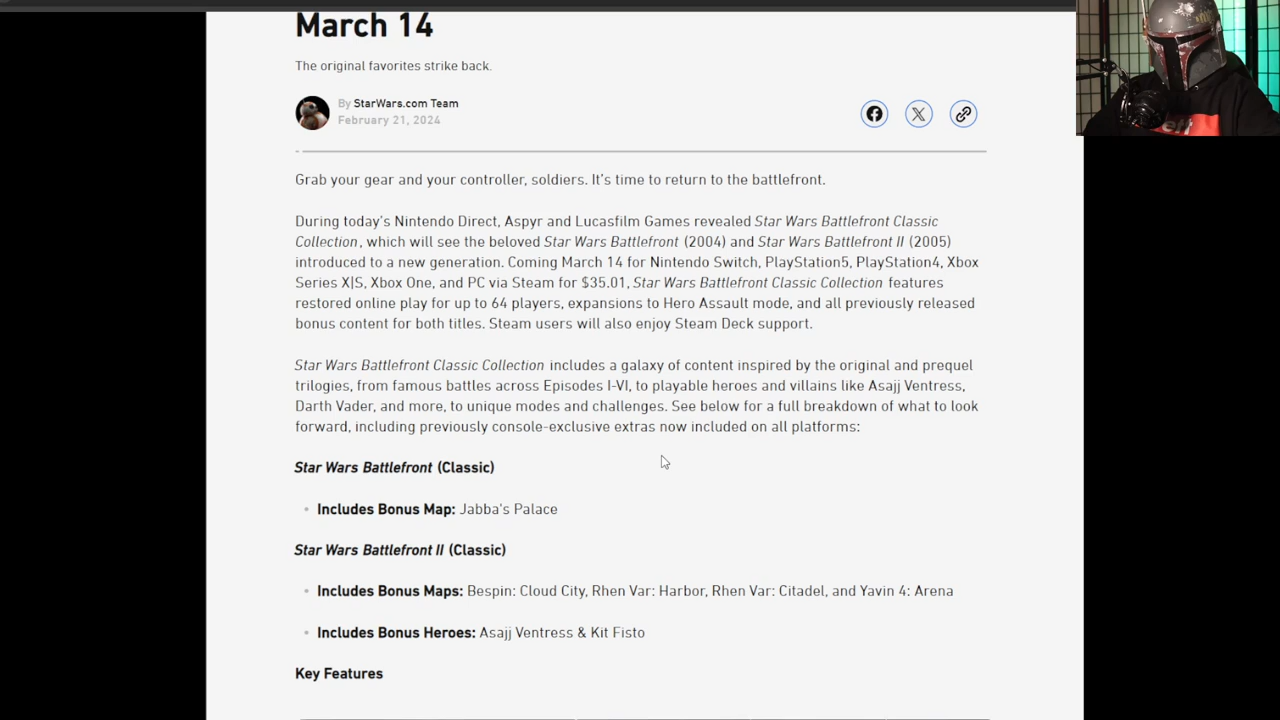 March 14
The original favorites strike back.
By StarWars.com Team
February 21, 2024
Grab your gear and your controller, soldiers. It's time to return to the battlefront.
During today's Nintendo Direct, Aspyr and Lucasfilm Games revealed Star Wars Battlefront Classic
Collection, which will see the beloved Star Wars Battlefront (2004) and Star Wars Battlefront II (2005)
introduced to a new generation. Coming March 14 for Nintendo Switch, PlayStation5, PlayStation4, Xbox
Series X|S, Xbox One, and PC via Steam for $35.01, Star Wars Battlefront Classic Collection features
restored online play for up to 64 players, expansions to Hero Assault mode, and all previously released
bonus content for both titles. Steam users will also enjoy Steam Deck support.
Star Wars Battlefront Classic Collection includes a galaxy of content inspired by the original and prequel
trilogies, from famous battles across Episodes I-VI, to playable heroes and villains like Asajj Ventress,
Darth Vader, and more, to unique modes and challenges. See below for a full breakdown of what to look
forward, including previously console-exclusive extras now included on all platforms:
Star Wars Battlefront (Classic)
• Includes Bonus Map: Jabba's Palace
Star Wars Battlefront II (Classic)
• Includes Bonus Maps: Bespin: Cloud City, Rhen Var: Harbor, Rhen Var: Citadel, and Yavin 4: Arena
• Includes Bonus Heroes: Asajj Ventress & Kit Fisto
Key Features